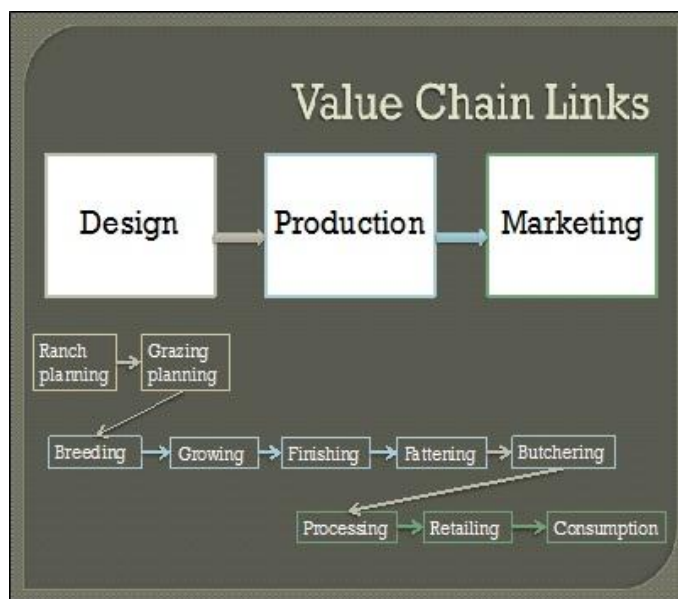 Value Chain Links
Design
Production
Marketing
Ranch
planning
Grazing
planning
Breeding
Growing
Finishing
Fattening
Butchering
Processing
Retailing
Consumption